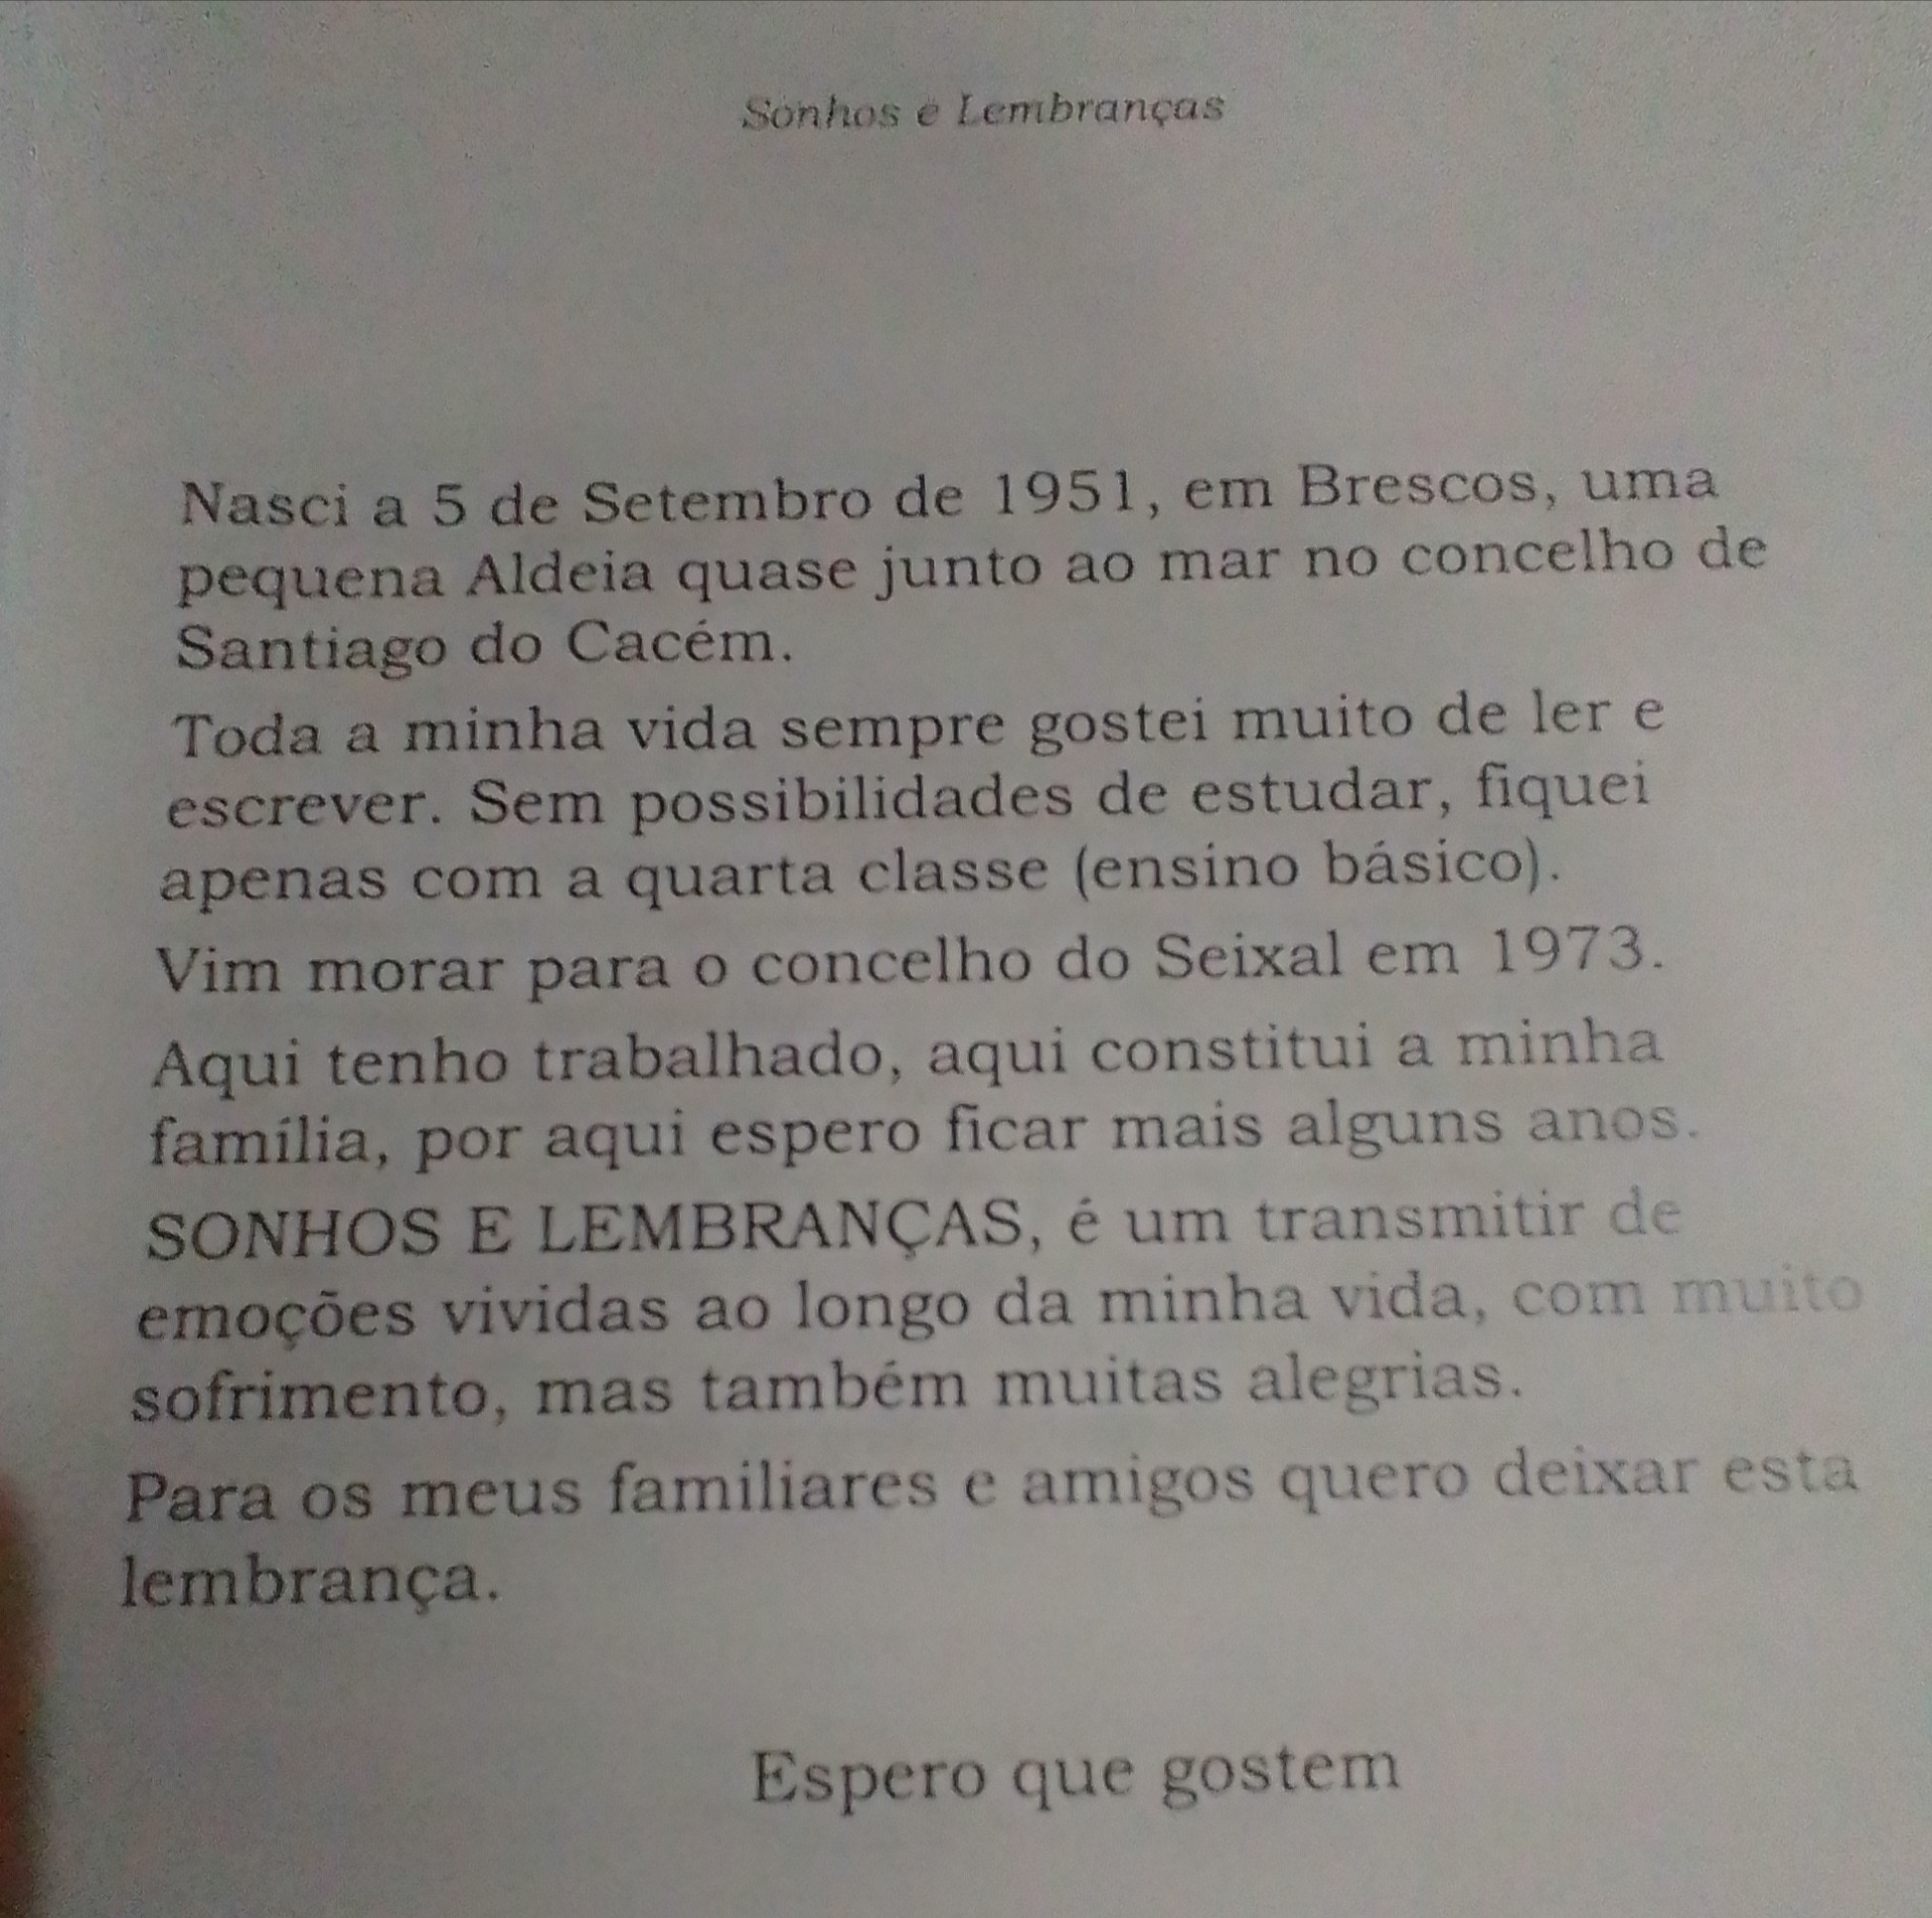 Sonhos e Lembranças
Nasci a 5 de Setembro de 1951, em Brescos, uma
pequena Aldeia quase junto ao mar no concelho de
Santiago do Cacém.
Toda a minha vida sempre gostei muito de ler e
escrever. Sem possibilidades de estudar, fiquei
apenas com a quarta classe (ensino básico).
Vim morar para o concelho do Seixal em 1973.
Aqui tenho trabalhado, aqui constitui a minha
família, por aqui espero ficar mais alguns anos.
SONHOS E LEMBRANÇAS, é um transmitir de
emoções vividas ao longo da minha vida, com muito
sofrimento, mas também muitas alegrias.
Para os meus familiares e amigos quero deixar esta
lembrança.
Espero que gostem